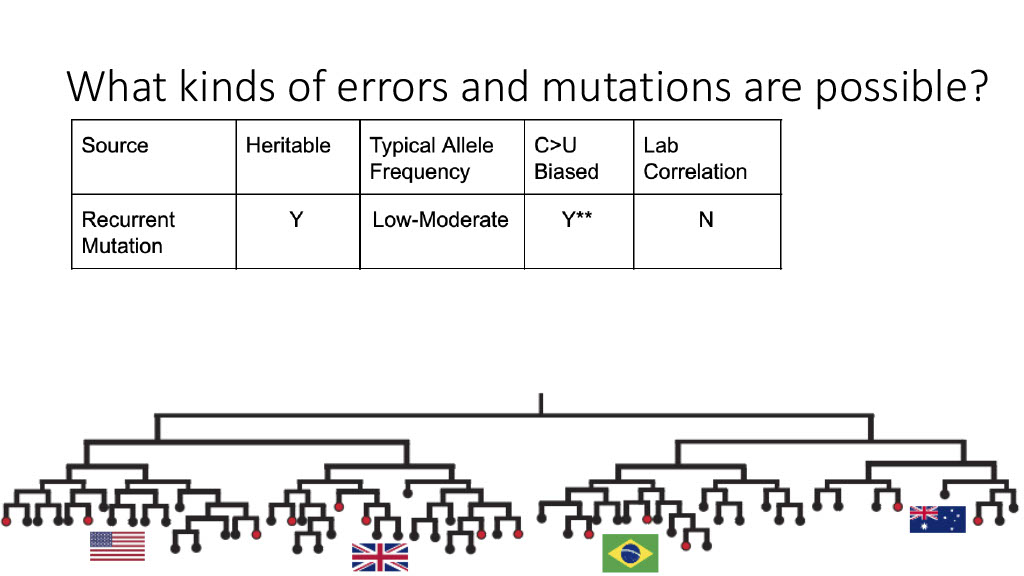 What kinds of errors and mutations are possible?
Source Heritable Typical Allele Frequency C>U Biased Lab Correlation
Recurrent Mutation Y Low-Moderate Y** N